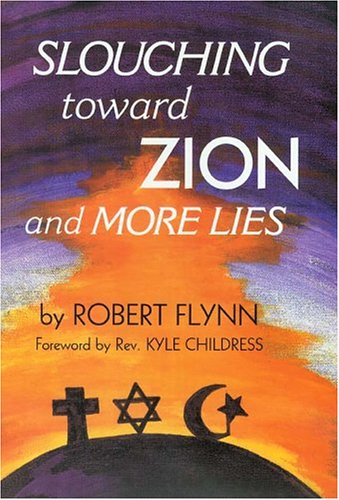 SLOUCHING
toward
ZION
and MORE LIES
by ROBERT FLYNN
Foreword by Rev. KYLE CHILDRESS